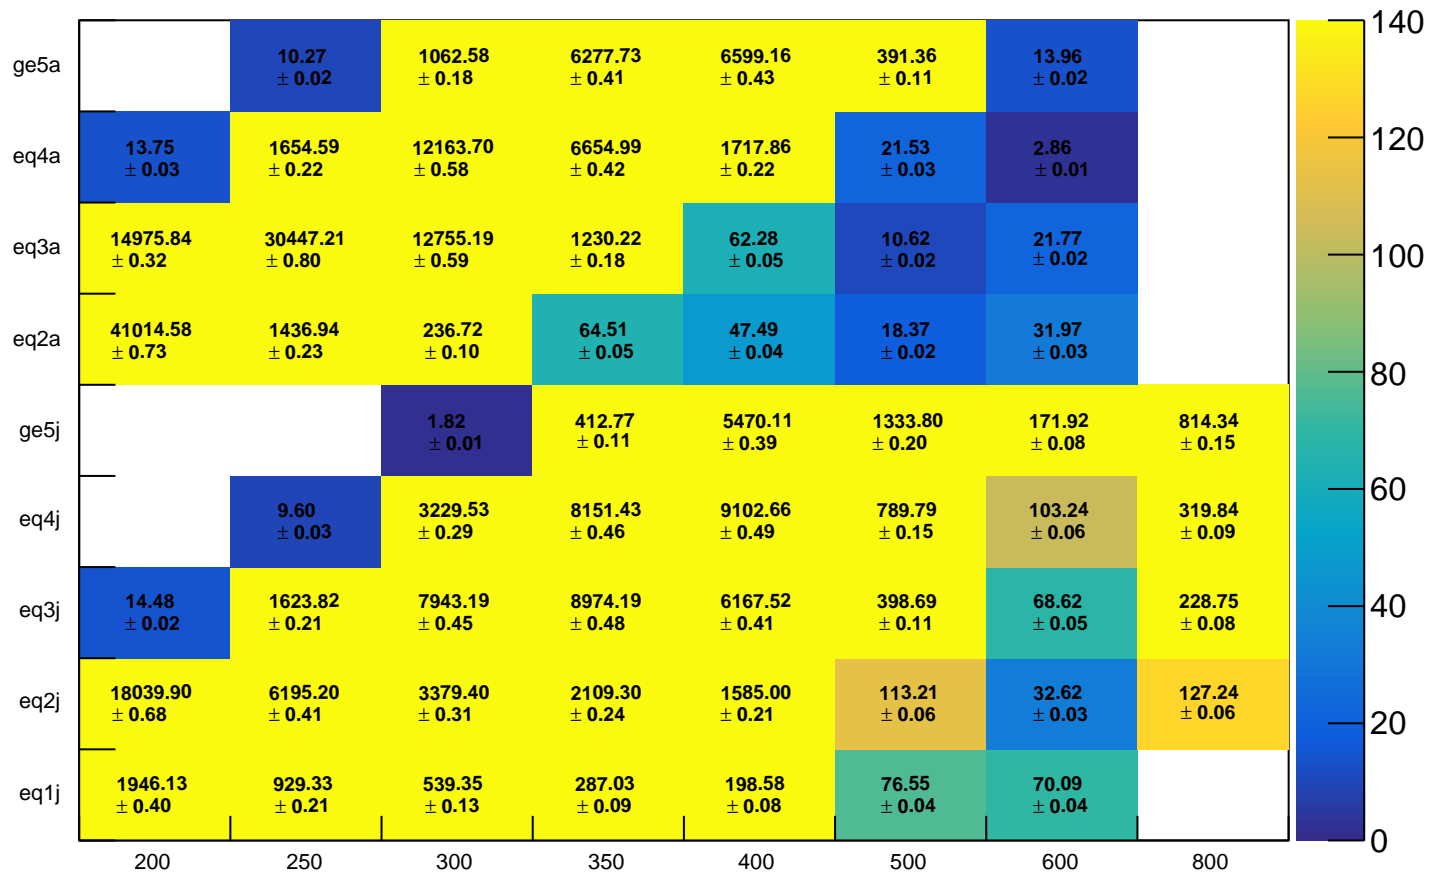 140
ge5a
10.27 1062.58 6277.73 6599.16 391.36 13.96
± 0.02 ± 0.18 ± 0.41 ± 0.43 ± 0.11 ± 0.02
120
eq4a
13.75 1654.59 12163.70 6654.99 1717.86 21.53 2.86
± 0.03 ± 0.22 ± 0.58 ± 0.42 ± 0.22 ± 0.03 ± 0.01
100
eq3a
14975.84 30447.21 12755.19 1230.22 62.28 10.62 21.77
± 0.32 ± 0.80 ± 0.59 ± 0.18 ± 0.05 ± 0.02 ± 0.02
eq2a
41014.58 1436.94 236.72 64.51 47.49 18.37 31.97
± 0.73 ± 0.23 ± 0.10 ± 0.05 ± 0.04 ± 0.02 ± 0.03
80
ge5j
1.82 412.77 5470.11 1333.80 171.92 814.34
± 0.01 ± 0.11 ± 0.39 ± 0.20 ± 0.08 ± 0.15
60
eq4j
9.60 3229.53 8151.43 9102.66 789.79 103.24 319.84
± 0.03 ± 0.29 ± 0.46 ± 0.49 ± 0.15 ± 0.06 ± 0.09
40
eq3j
14.48 1623.82 7943.19 8974.19 6167.52 398.69 68.62 228.75
± 0.02 ± 0.21 ± 0.45 ± 0.48 ± 0.41 ± 0.11 ± 0.05 ± 0.08
eq2j
18039.90 6195.20 3379.40 2109.30 1585.00 113.21 32.62 127.24
± 0.68 ± 0.41 ± 0.31 ± 0.24 ± 0.21 ± 0.06 ± 0.03 ± 0.06
20
eq1j
1946.13 929.33 539.35 287.03 198.58 76.55 70.09
± 0.40 ± 0.21 ± 0.13 ± 0.09 ± 0.08 ± 0.04 ± 0.04
0
200 250 300 350 400 500 600 800